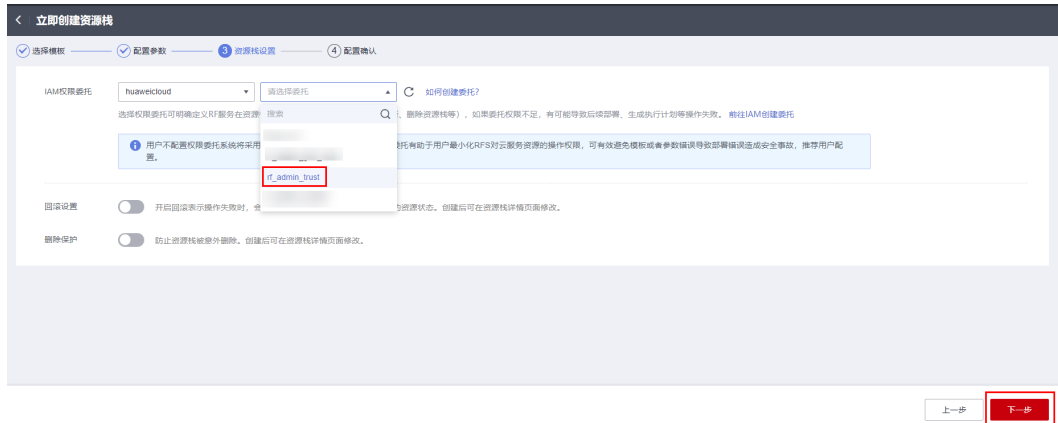 立即创建资源栈
选择模板
配置参数
3 资源栈设置
4 配置确认
IAM权限委托
huaweicloud
请选择委托
如何创建委托?
选择权限委托可明确定义RF服务在资源
搜索
、删除资源栈等），如果委托权限不足，有可能导致后续部署、生成执行计划等操作失败。 前往IAM创建委托
用户不配置权限委托系统将采用
托有助于用户最小化RFS对云服务资源的操作权限，可有效避免模板或者参数错误导致部署错误造成安全事故，推荐用户配
置。
rf_admin_trust
回滚设置
开启回滚表示操作失败时，会
的资源状态。创建后可在资源栈详情页面修改。
删除保护
防止资源栈被意外删除。创建后可在资源栈详情页面修改。
上一步
下一步